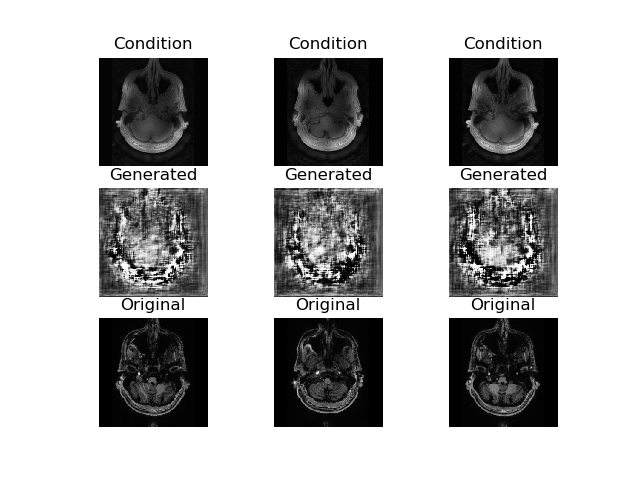 Condition Condition Condition
Generated Generated Generated
Original Original Original